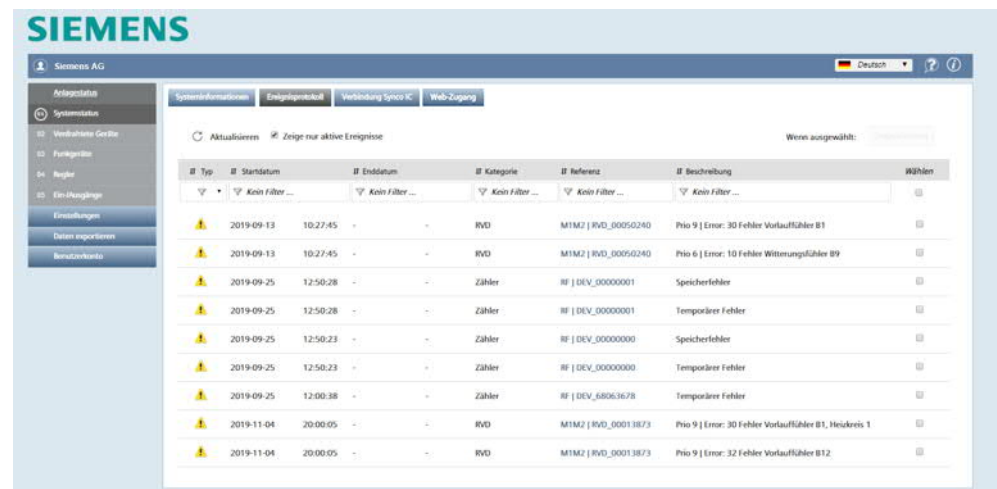 SIEMENS
Siemens AG Deutsch
Anlagestatus
Systemstatus
Verdrahtete Geräte
Funkgeräte
Regler
Ein-/Ausgänge
Einstellungen
Daten exportieren
Benutzerkonto
Systeminformationen Ereignisprotokoll Verbindung Synco IC Web-Zugang
Aktualisieren Zeige nur aktive Ereignisse Wenn ausgewählt:
Typ Startdatum Enddatum Kategorie Referenz Beschreibung Wählen
Kein Filter ... Kein Filter ... Kein Filter ... Kein Filter ... Kein Filter ...
2019-09-13 10:27:45 - - RVD M1M2 | RVD_00050240 Prio 9 | Error: 30 Fehler Vorlauffühler B1
2019-09-13 10:27:45 - - RVD M1M2 | RVD_00050240 Prio 6 | Error: 10 Fehler Witterungsfühler B9
2019-09-25 12:50:28 - - Zähler RF | DEV_00000001 Speicherfehler
2019-09-25 12:50:28 - - Zähler RF | DEV_00000001 Temporärer Fehler
2019-09-25 12:50:23 - - Zähler RF | DEV_00000000 Speicherfehler
2019-09-25 12:50:23 - - Zähler RF | DEV_00000000 Temporärer Fehler
2019-09-25 12:00:38 - - Zähler RF | DEV_68063678 Temporärer Fehler
2019-11-04 20:00:05 - - RVD M1M2 | RVD_00013873 Prio 9 | Error: 30 Fehler Vorlauffühler B1, Heizkreis 1
2019-11-04 20:00:05 - - RVD M1M2 | RVD_00013873 Prio 9 | Error: 32 Fehler Vorlauffühler B12